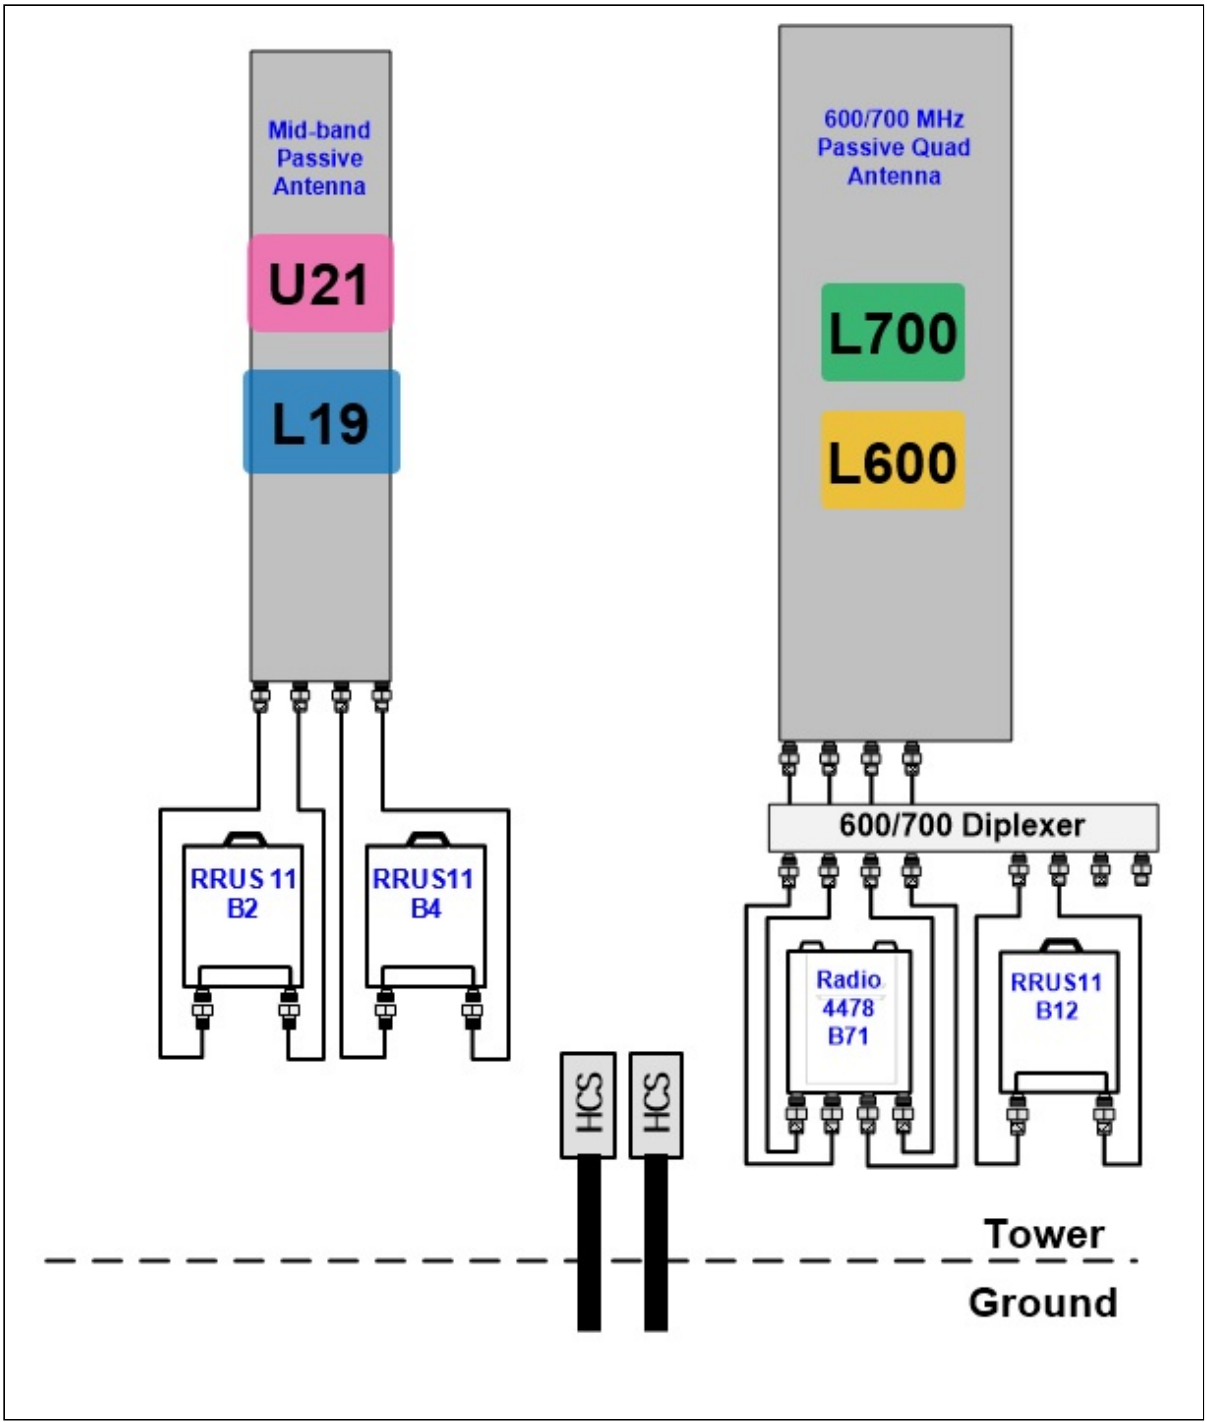 Mid-band
Passive
Antenna
U21
L19
600/700 MHz
Passive Quad
Antenna
L700
L600
600/700 Diplexer
RRUS 11
B2
RRUS11
B4
Radio
4478
B71
RRUS11
B12
HCS
HCS
Tower
Ground